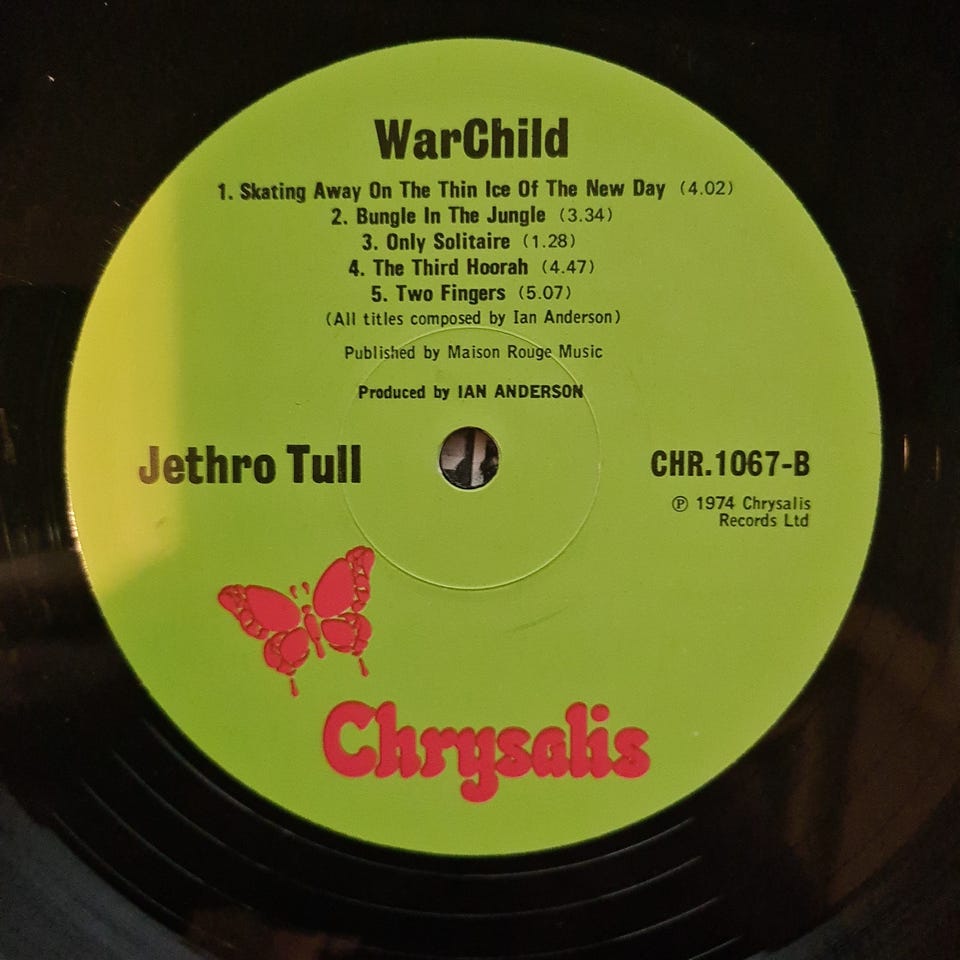 WarChild
1. Skating Away On The Thin Ice Of The New Day (4.02)
2. Bungle In The Jungle (3.34)
3. Only Solitaire (1.28)
4. The Third Hoorah (4.47)
5. Two Fingers (5.07)
(All titles composed by Ian Anderson)
Published by Maison Rouge Music
Produced by IAN ANDERSON
Jethro Tull
CHR.1067-B
℗ 1974 Chrysalis
Records Ltd
Chrysalis